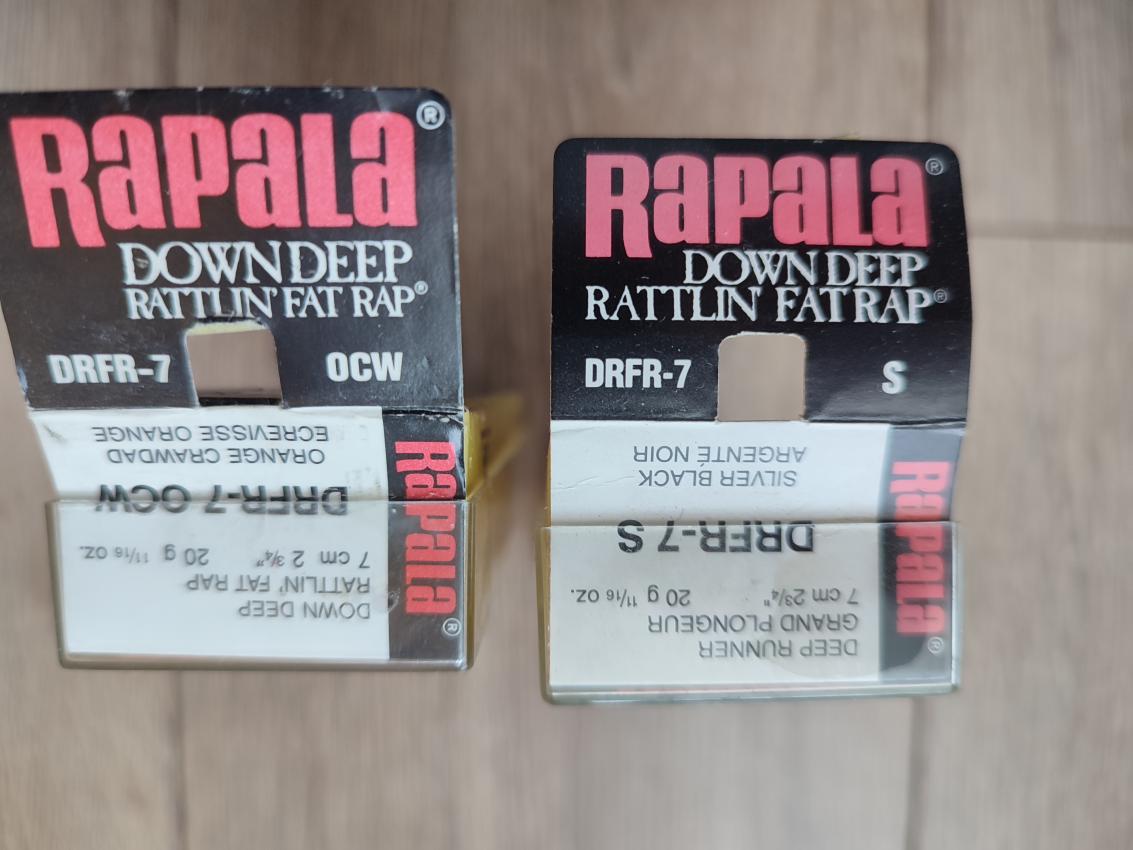 RAPALA®
DOWN DEEP
RATTLIN' FAT RAP®
DRFR-7 OCW
RAPALA®
DOWN DEEP
RATTLIN' FAT RAP
7 cm 2 3/4" 20 g 11/16 OZ.
DRFR-7 OCW
ORANGE CRAWDAD
ECREVISSE ORANGE
RAPALA®
DOWN DEEP
RATTLIN' FAT RAP®
DRFR-7 S
RAPALA®
DEEP RUNNER
GRAND PLONGEUR
7 cm 2 3/4" 20 g 11/16 OZ.
DRFR-7 S
SILVER BLACK
ARGENTÉ NOIR